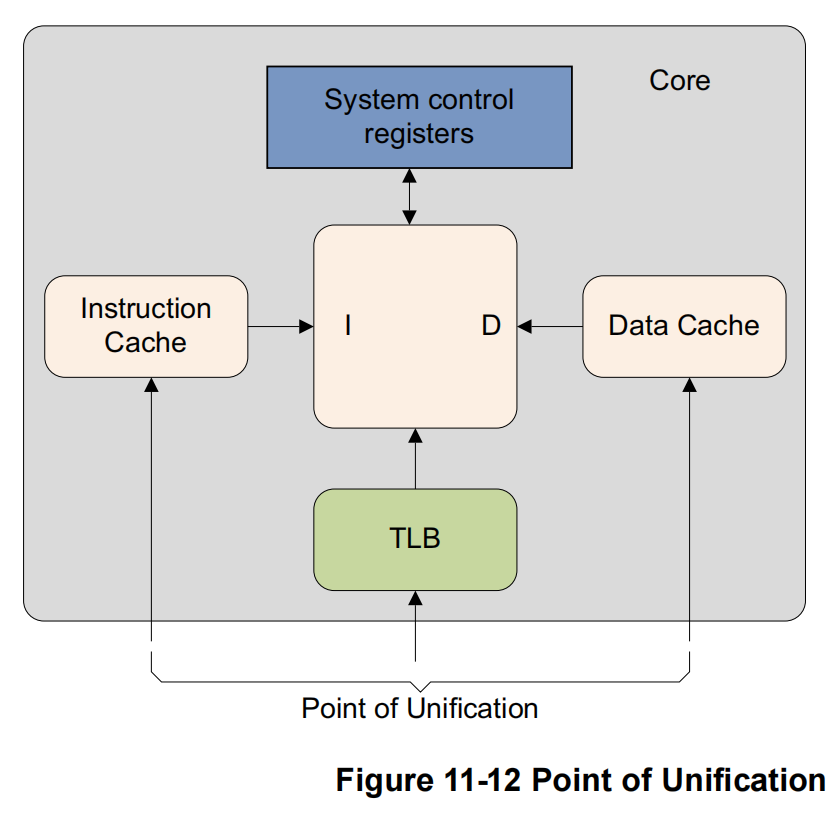 System control
registers
Core
Instruction
Cache
I
D
Data Cache
TLB
Point of Unification
Figure 11-12 Point of Unification